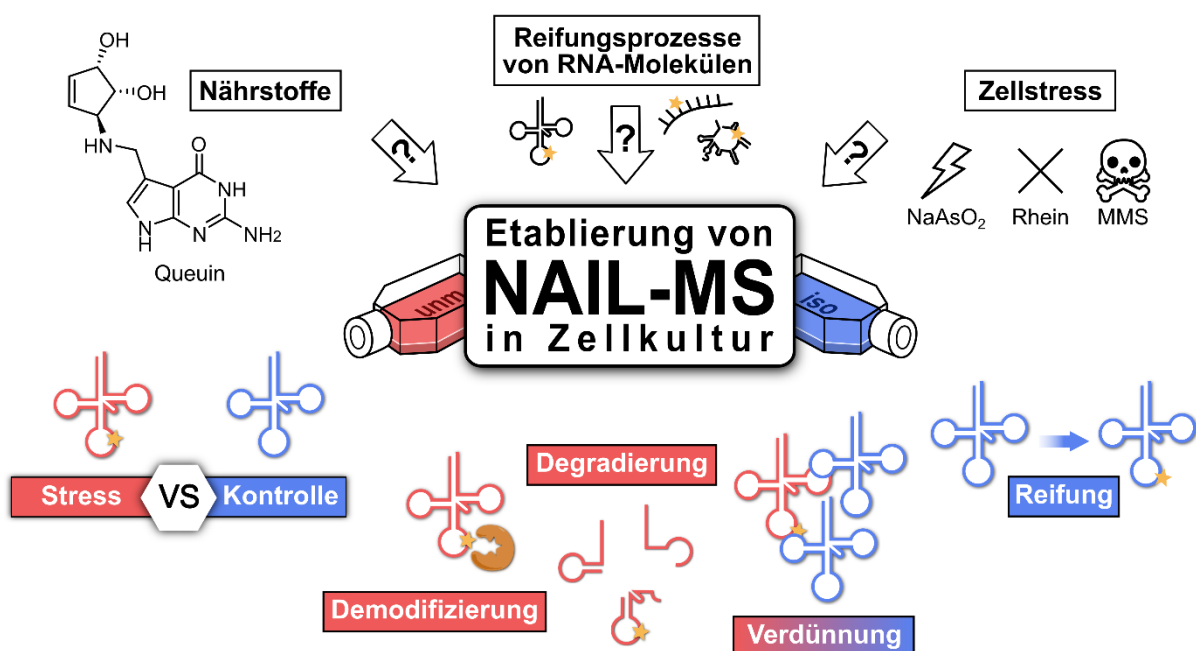 Reifungsprozesse
von RNA-Molekülen
Nährstoffe
Zellstress
OH
OH
HN
O
NH
N
H
N
NH2
Queuin
?
?
?
NaAsO2
Rhein
MMS
Etablierung von
NAIL-MS
in Zellkultur
unm
iso
Stress
VS
Kontrolle
Degradierung
Reifung
Demodifizierung
Verdünnung